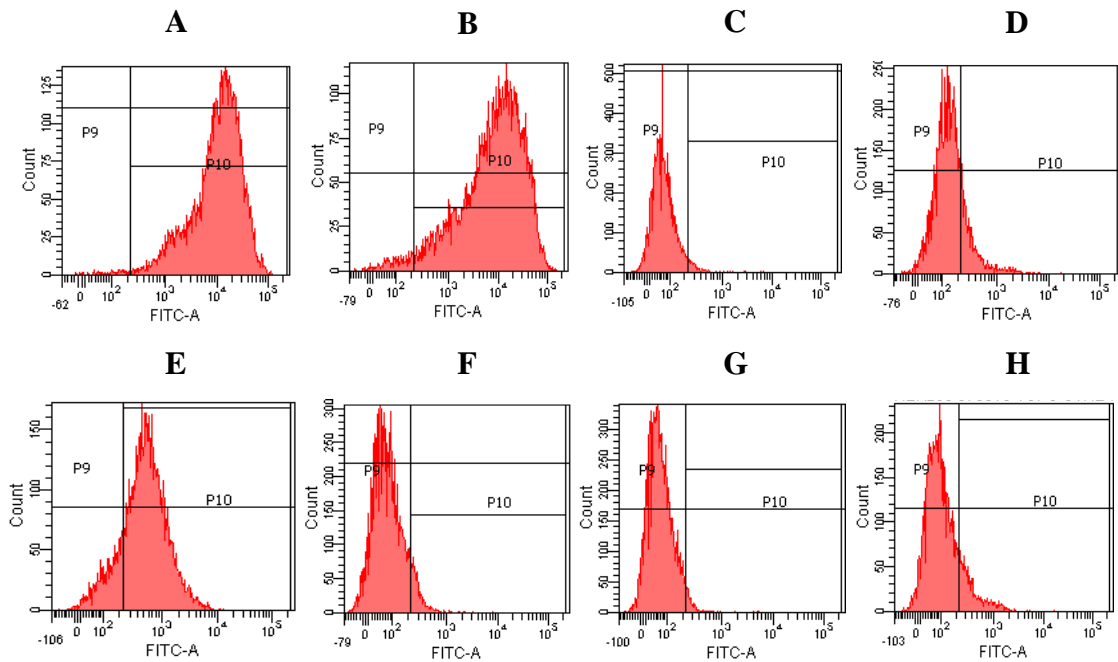 A B C D
125
100
75
50
25
0
Count
P9
P10
-62 0 10² 10³ 10⁴ 10⁵
FITC-A
150
100
75
50
25
0
Count
P9
P10
-79 0 10² 10³ 10⁴ 10⁵
FITC-A
500
400
300
200
100
0
Count
P9
P10
-105 0 10² 10³ 10⁴ 10⁵
FITC-A
250
200
150
100
50
0
Count
P9
P10
-76 0 10² 10³ 10⁴ 10⁵
FITC-A
E F G H
150
100
50
0
Count
P9
P10
-106 0 10² 10³ 10⁴ 10⁵
FITC-A
300
250
200
150
100
50
0
Count
P9
P10
-79 0 10² 10³ 10⁴ 10⁵
FITC-A
300
250
200
150
100
50
0
Count
P9
P10
-100 0 10² 10³ 10⁴ 10⁵
FITC-A
200
150
100
50
0
Count
P9
P10
-103 0 10² 10³ 10⁴ 10⁵
FITC-A